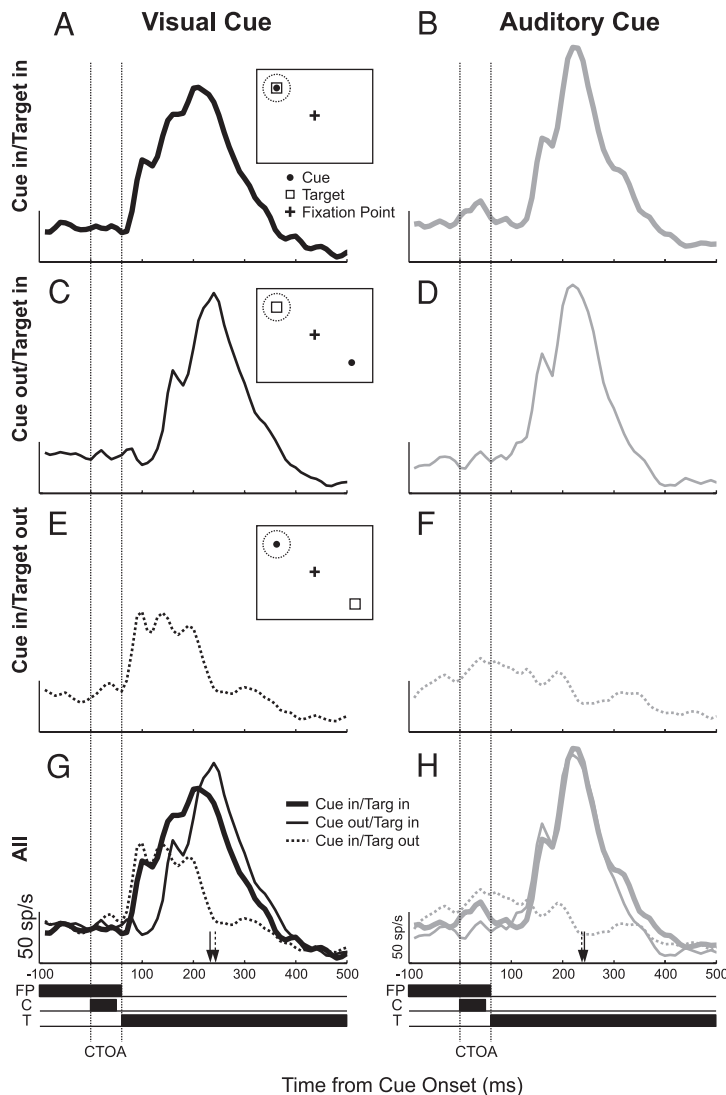 Visual Cue
Auditory Cue
A
B
Cue in/Target in
Cue
Target
Fixation Point
C
D
Cue out/Target in
E
F
Cue in/Target out
G
H
All
Cue in/Targ in
Cue out/Targ in
Cue in/Targ out
50 sp/s
50 sp/s
-100 100 200 300 400 500
-100 100 200 300 400 500
FP
C
T
FP
C
T
CTOA
CTOA
Time from Cue Onset (ms)